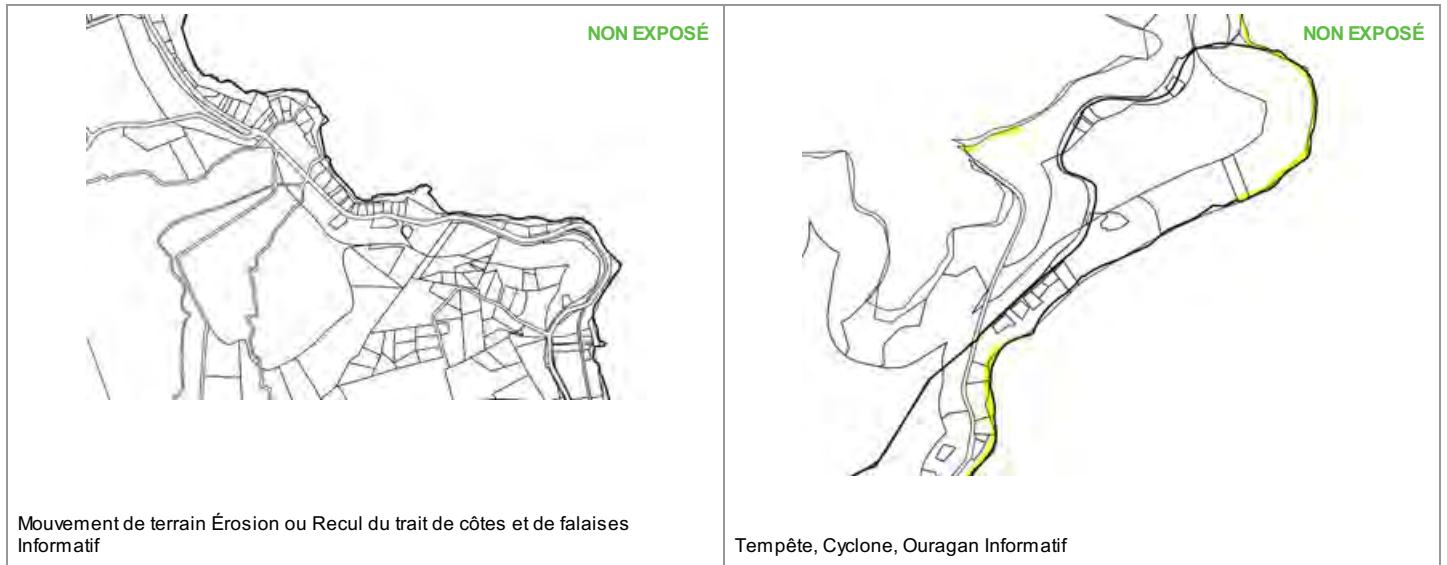 NON EXPOSÉ
Mouvement de terrain Érosion ou Recul du trait de côtes et de falaises
Informatif
NON EXPOSÉ
Tempête, Cyclone, Ouragan Informatif